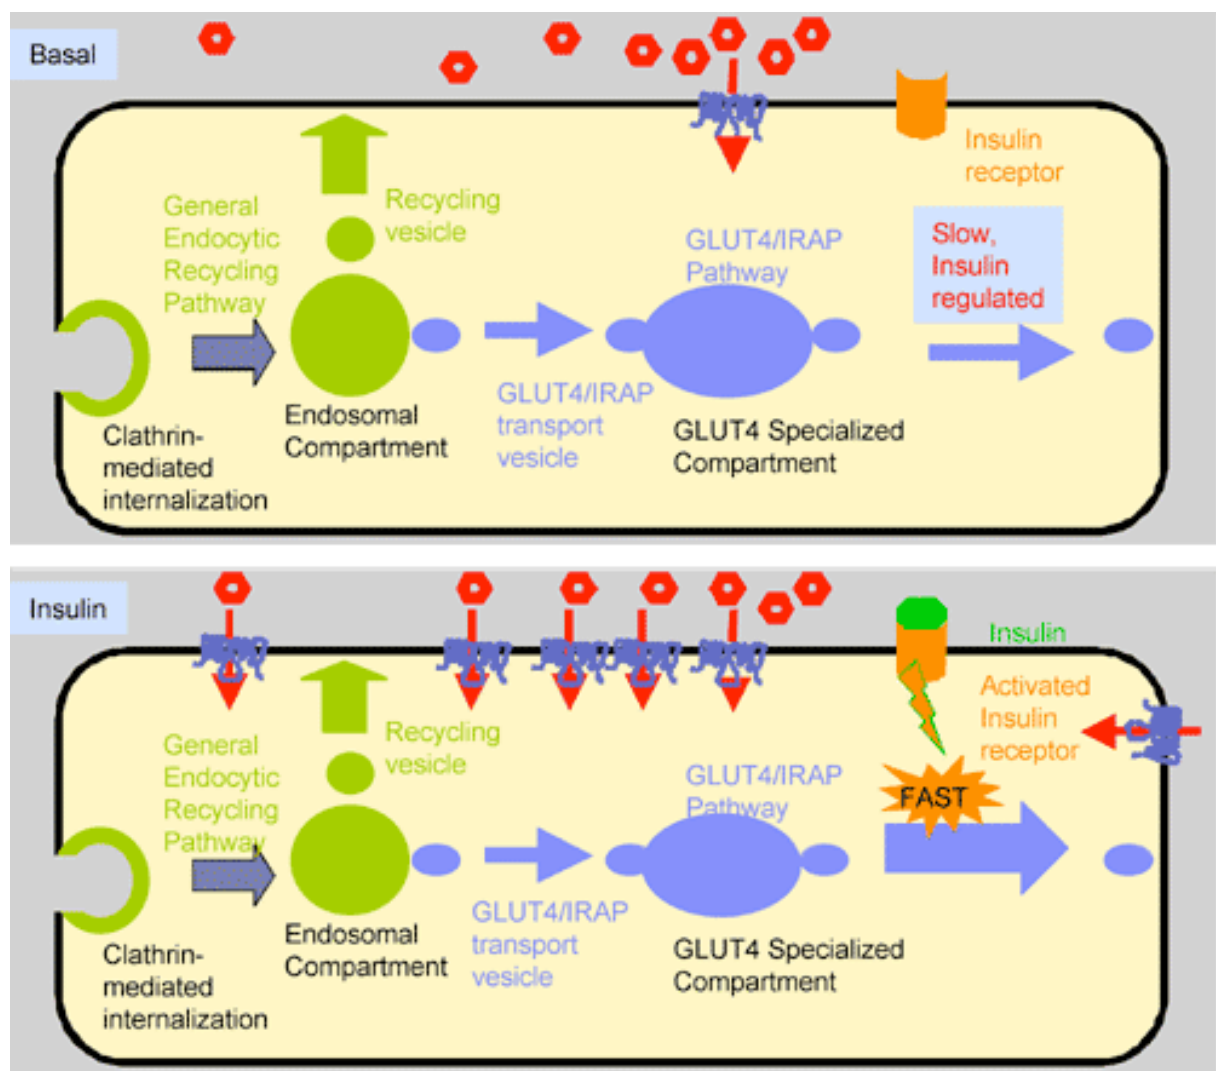 Basal
Insulin
receptor
General
Endocytic
Recycling
Pathway
Recycling
vesicle
GLUT4/IRAP
Pathway
Slow,
Insulin
regulated
Clathrin-
mediated
internalization
Endosomal
Compartment
GLUT4/IRAP
transport
vesicle
GLUT4 Specialized
Compartment
Insulin
Insulin
Activated
Insulin
receptor
General
Endocytic
Recycling
Pathway
Recycling
vesicle
GLUT4/IRAP
Pathway
FAST
Clathrin-
mediated
internalization
Endosomal
Compartment
GLUT4/IRAP
transport
vesicle
GLUT4 Specialized
Compartment